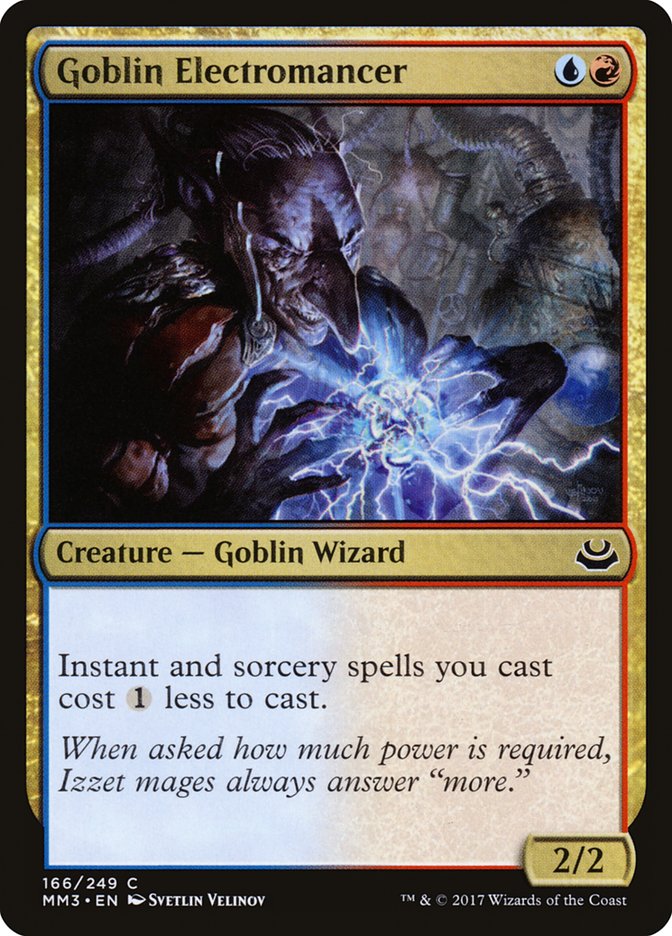 Goblin Electromancer
Creature — Goblin Wizard
Instant and sorcery spells you cast
cost 1 less to cast.
When asked how much power is required,
Izzet mages always answer “more.”
2/2
166/249 C
MM3 • EN Svetlin Velinov
™ & © 2017 Wizards of the Coast